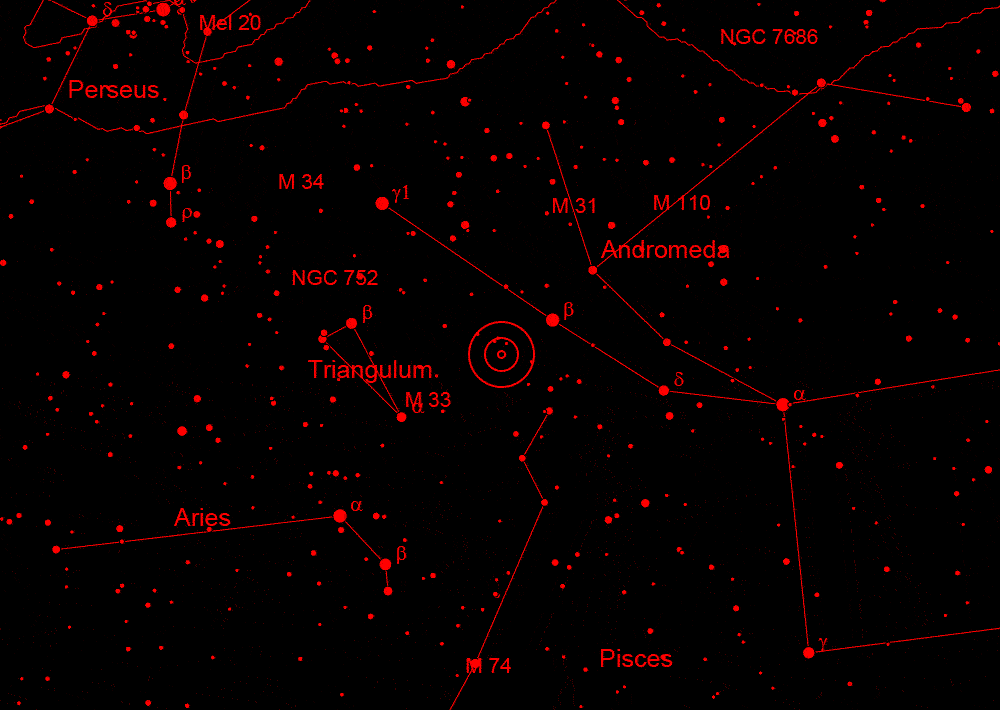 δ
α
Mel 20
NGC 7686
Perseus
β
M 34
γ1
ρ
M 31
M 110
Andromeda
NGC 752
β
β
Triangulum
δ
α
M 33
α
Aries
α
β
γ
Pisces
M 74